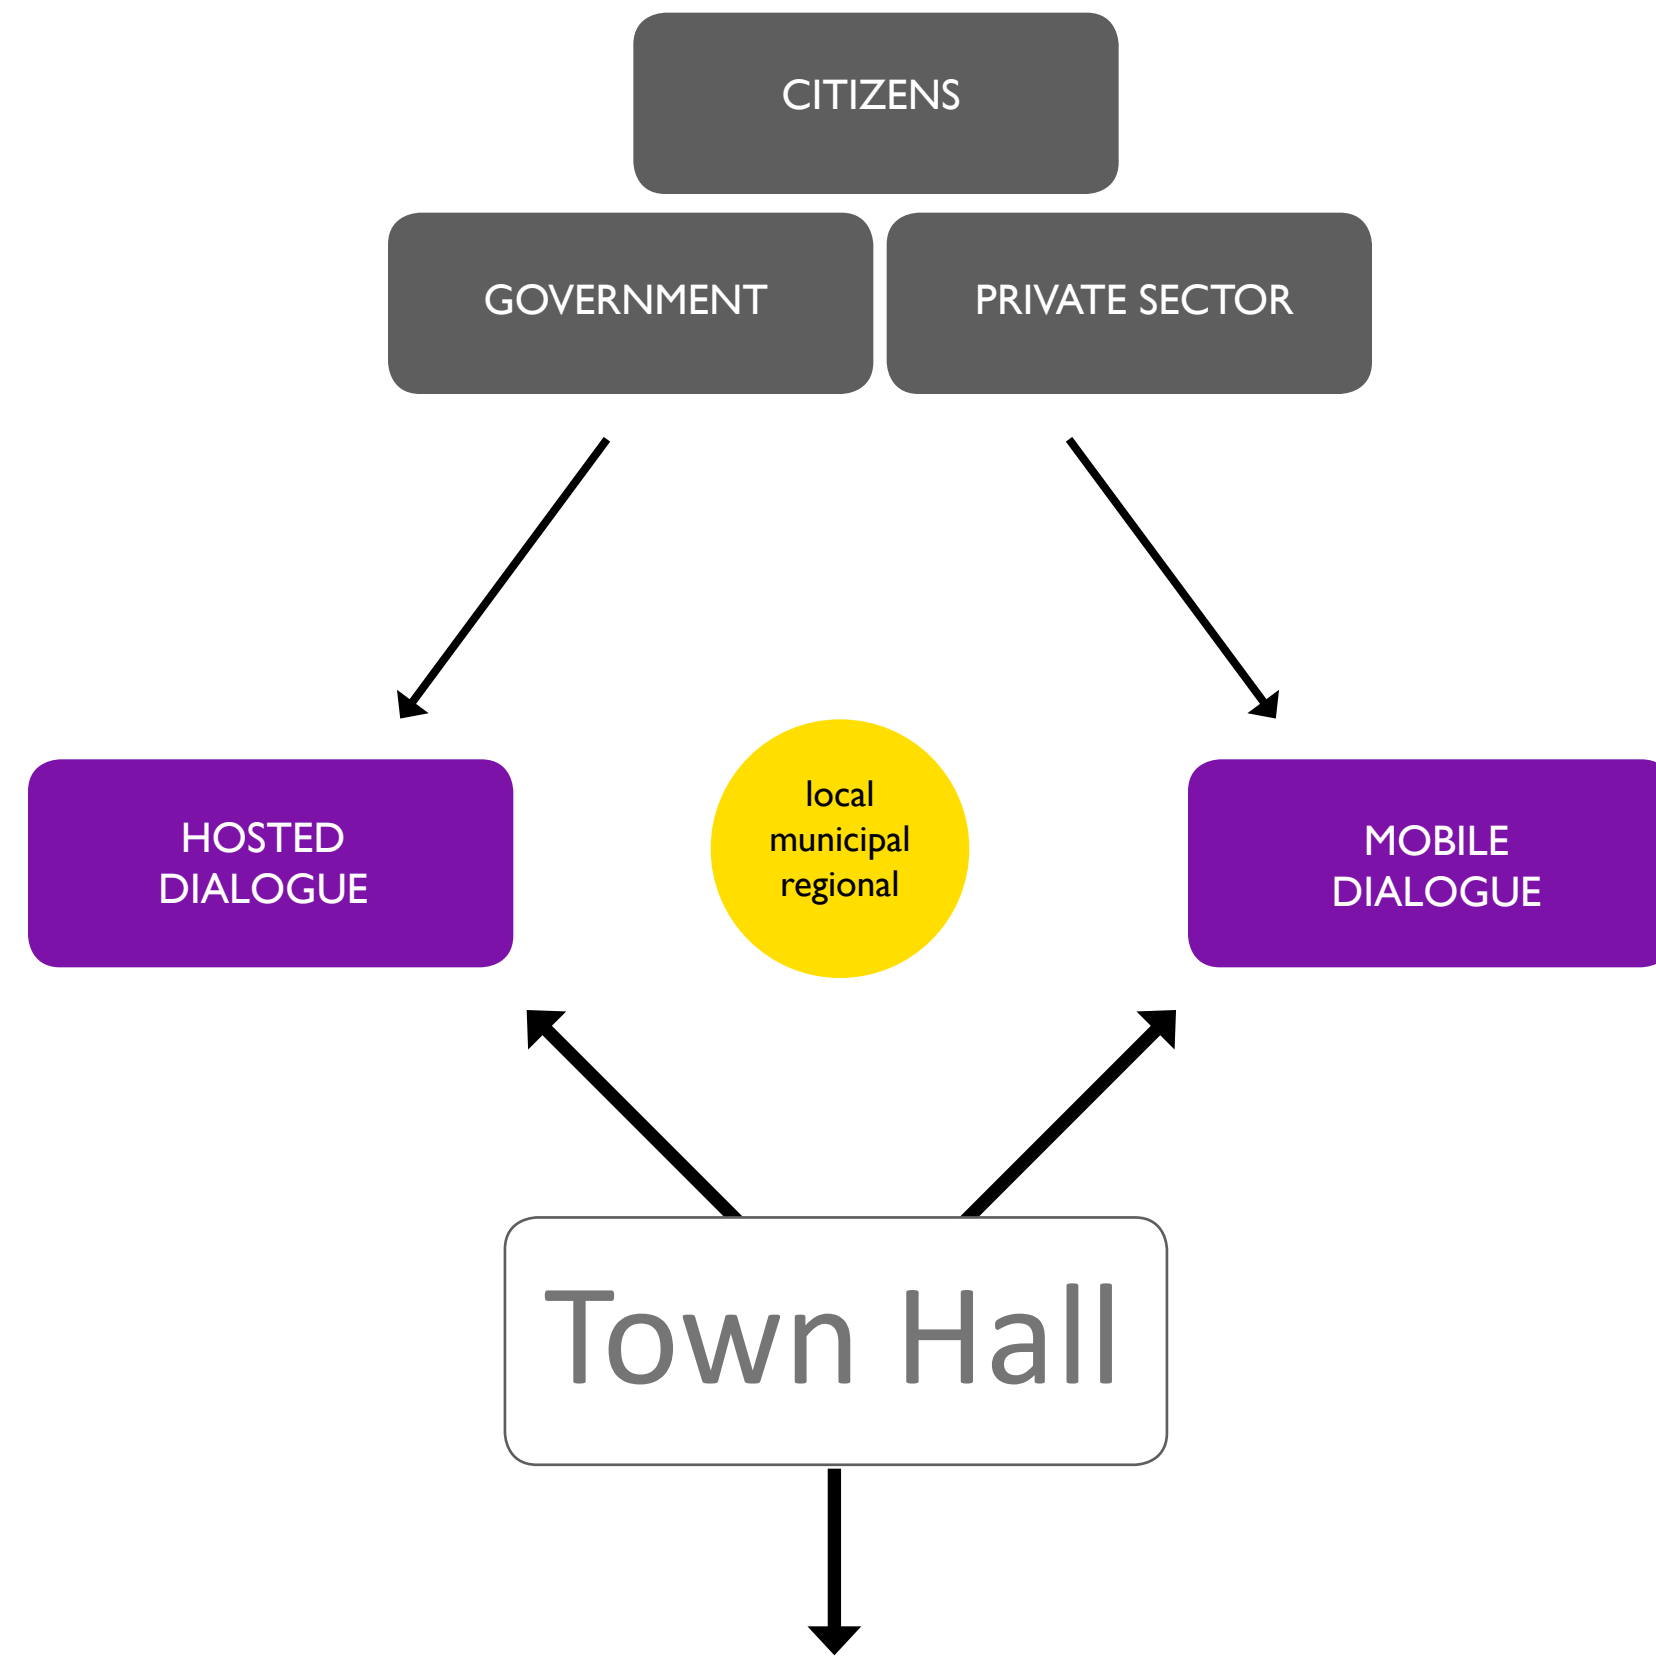 CITIZENS
GOVERNMENT
PRIVATE SECTOR
local
municipal
regional
HOSTED
DIALOGUE
MOBILE
DIALOGUE
Town Hall